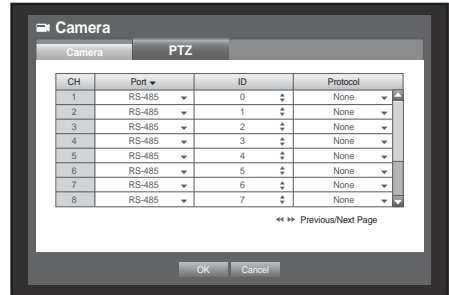 Camera
Camera PTZ
CH Port ID Protocol
1 RS-485 0 None
2 RS-485 1 None
3 RS-485 2 None
4 RS-485 3 None
5 RS-485 4 None
6 RS-485 5 None
7 RS-485 6 None
8 RS-485 7 None
Previous/Next Page
OK Cancel